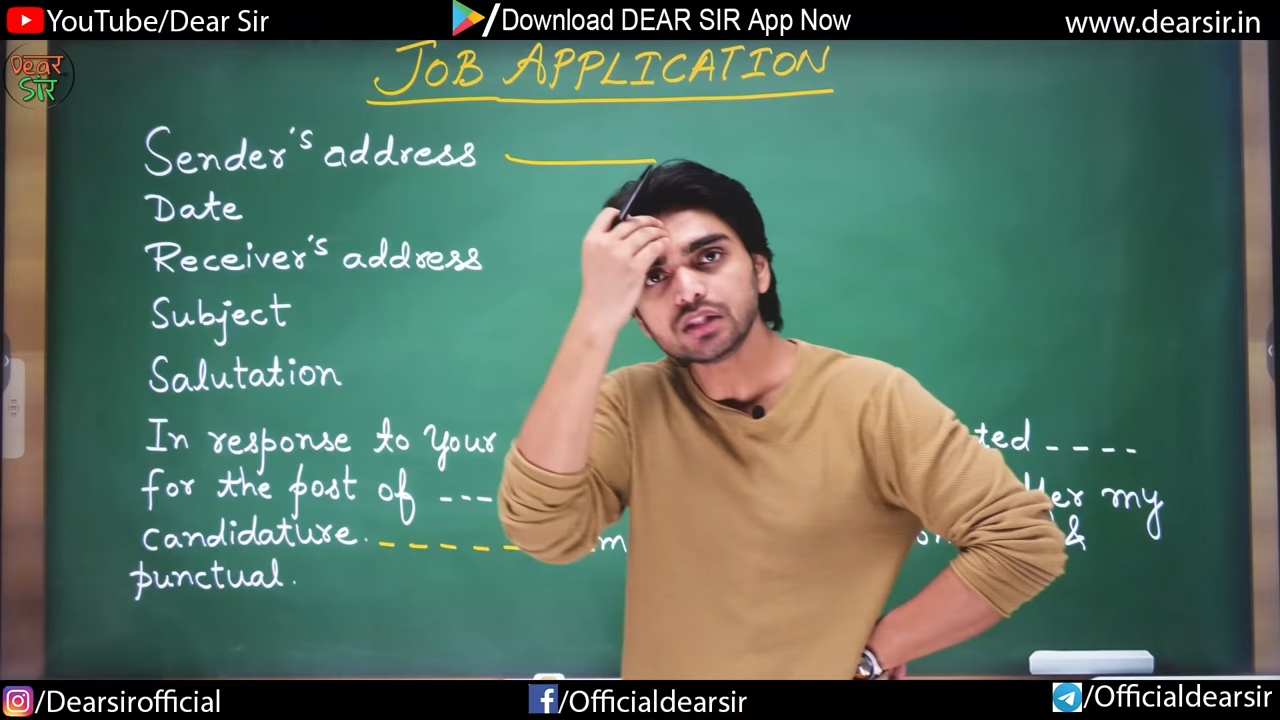 YouTube/Dear Sir
Download DEAR SIR App Now
www.dearsir.in
Dear
Sir
JOB APPLICATION
Sender's address
Date
Receiver's address
Subject
Salutation
In response to your ted ----
for the post of --- my
candidature. ----- &
punctual.
/Dearsirofficial
/Officialdearsir
/Officialdearsir